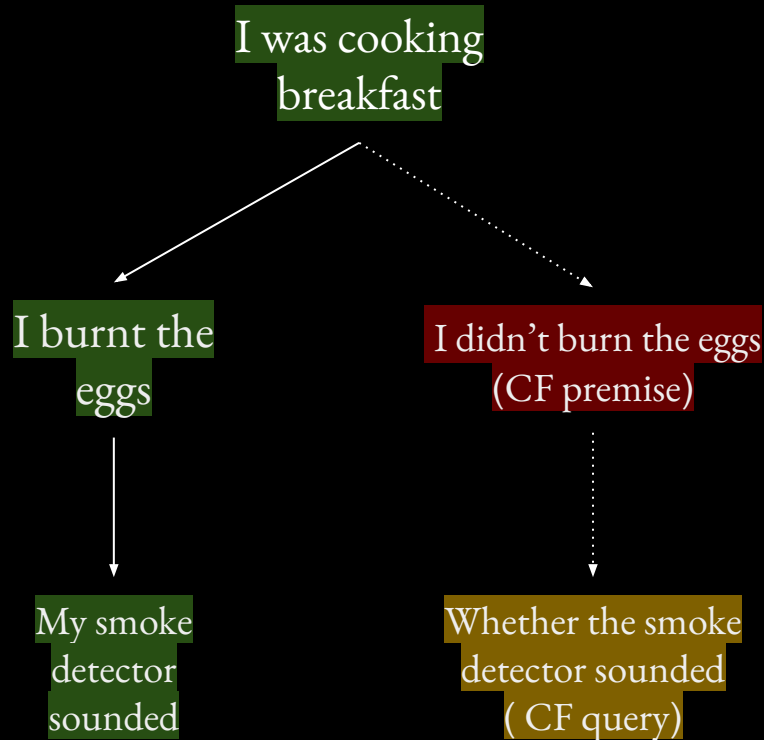 I was cooking
breakfast
I burnt the
eggs
I didn’t burn the eggs
(CF premise)
My smoke
detector
sounded
Whether the smoke
detector sounded
( CF query)